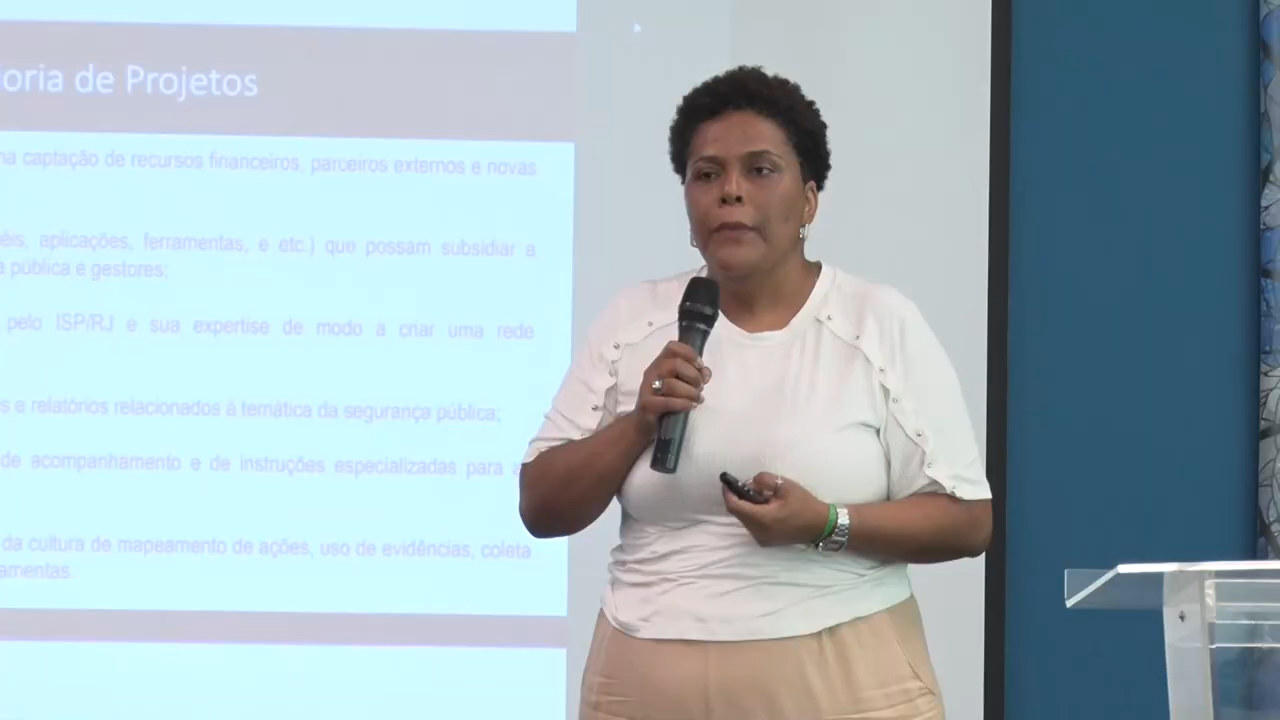 oria de Projetos
na captação de recursos financeiros, parceiros externos e novas
éis, aplicações, ferramentas, e etc.) que possam subsidiar a
a pública e gestores;
pelo ISP/RJ e sua expertise de modo a criar uma rede
s e relatórios relacionados à temática da segurança pública;
de acompanhamento e de instruções especializadas para a
da cultura de mapeamento de ações, uso de evidências, coleta
amentas.